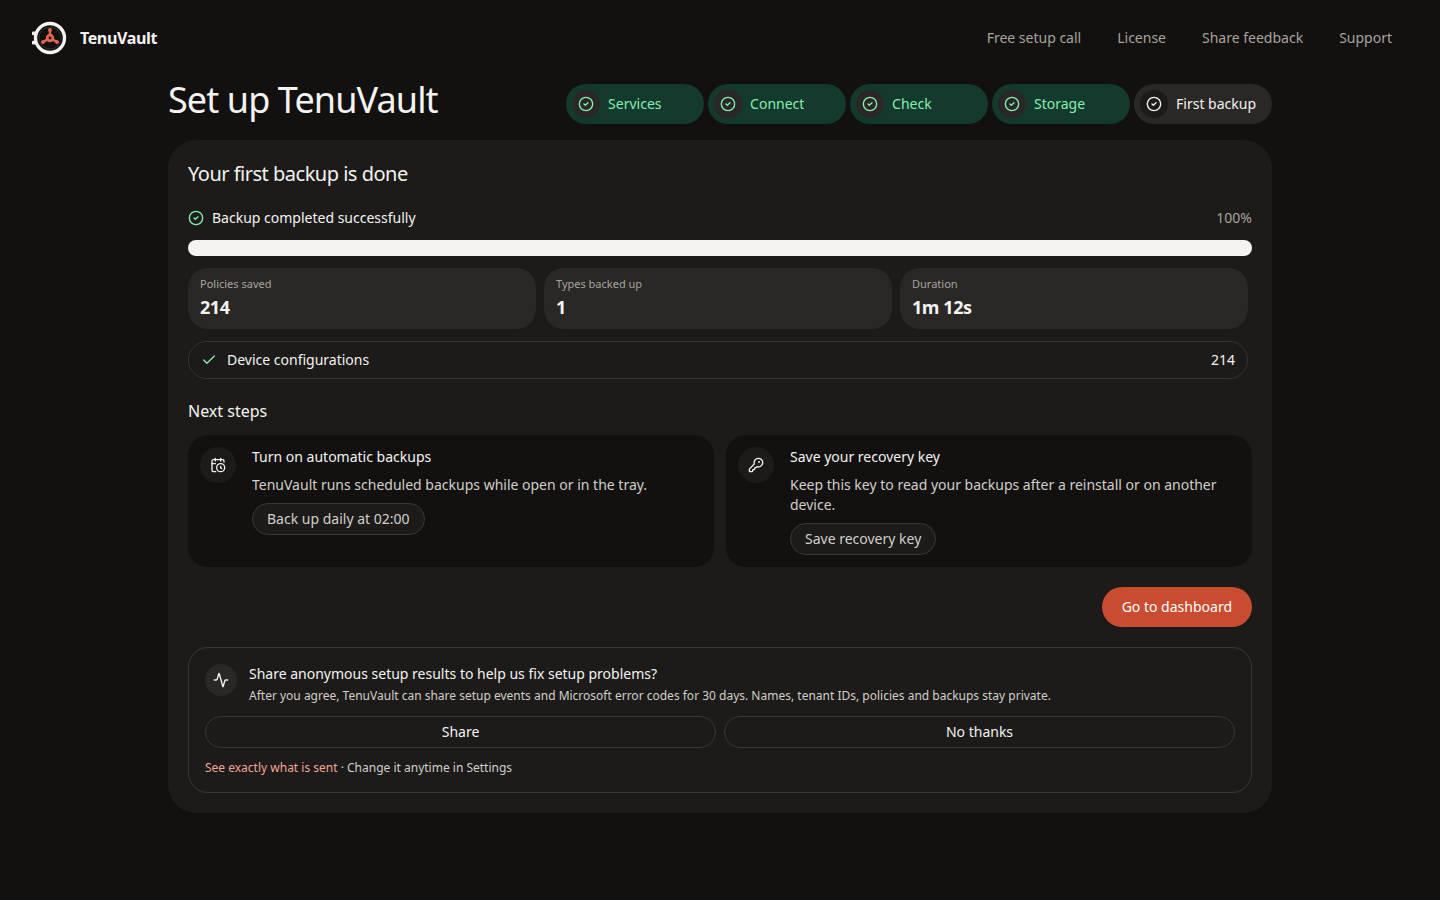 TenuVault
Free setup call
License
Share feedback
Support
Set up TenuVault
Services
Connect
Check
Storage
First backup
Your first backup is done
Backup completed successfully
100%
Policies saved
214
Types backed up
1
Duration
1m 12s
Device configurations
214
Next steps
Turn on automatic backups
TenuVault runs scheduled backups while open or in the tray.
Back up daily at 02:00
Save your recovery key
Keep this key to read your backups after a reinstall or on another
device.
Save recovery key
Go to dashboard
Share anonymous setup results to help us fix setup problems?
After you agree, TenuVault can share setup events and Microsoft error codes for 30 days. Names, tenant IDs, policies and backups stay private.
Share
No thanks
See exactly what is sent · Change it anytime in Settings